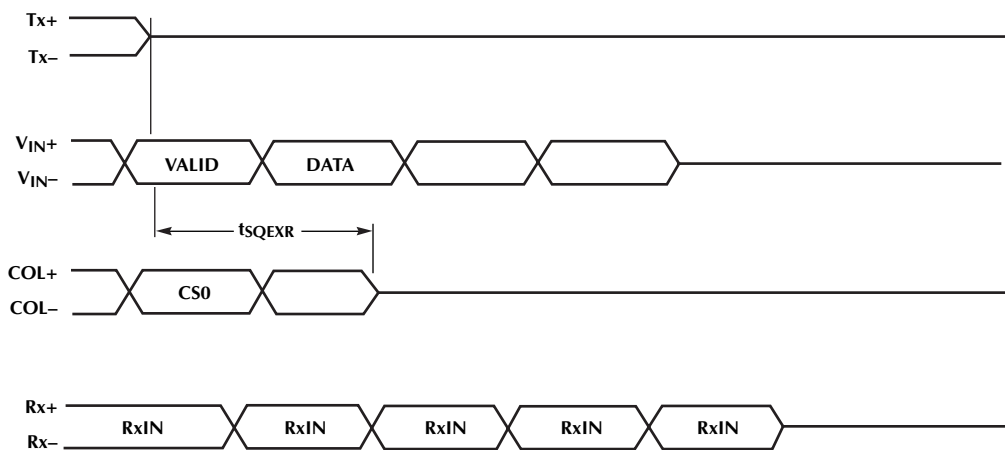 Tx+
Tx–
VIN+
VIN–
VALID DATA
tSQEXR
COL+
COL–
CS0
Rx+
Rx–
RxIN RxIN RxIN RxIN RxIN